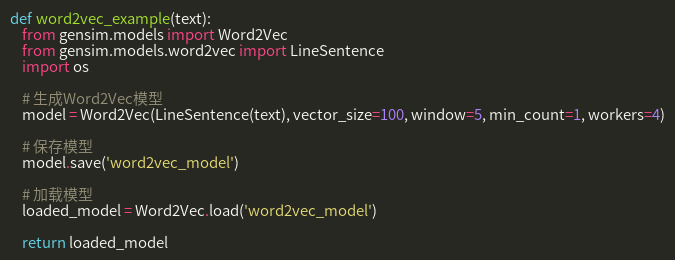 def word2vec_example(text):
from gensim.models import Word2Vec
from gensim.models.word2vec import LineSentence
import os
# 生成Word2Vec模型
model = Word2Vec(LineSentence(text), vector_size=100, window=5, min_count=1, workers=4)
# 保存模型
model.save('word2vec_model')
# 加载模型
loaded_model = Word2Vec.load('word2vec_model')
return loaded_model